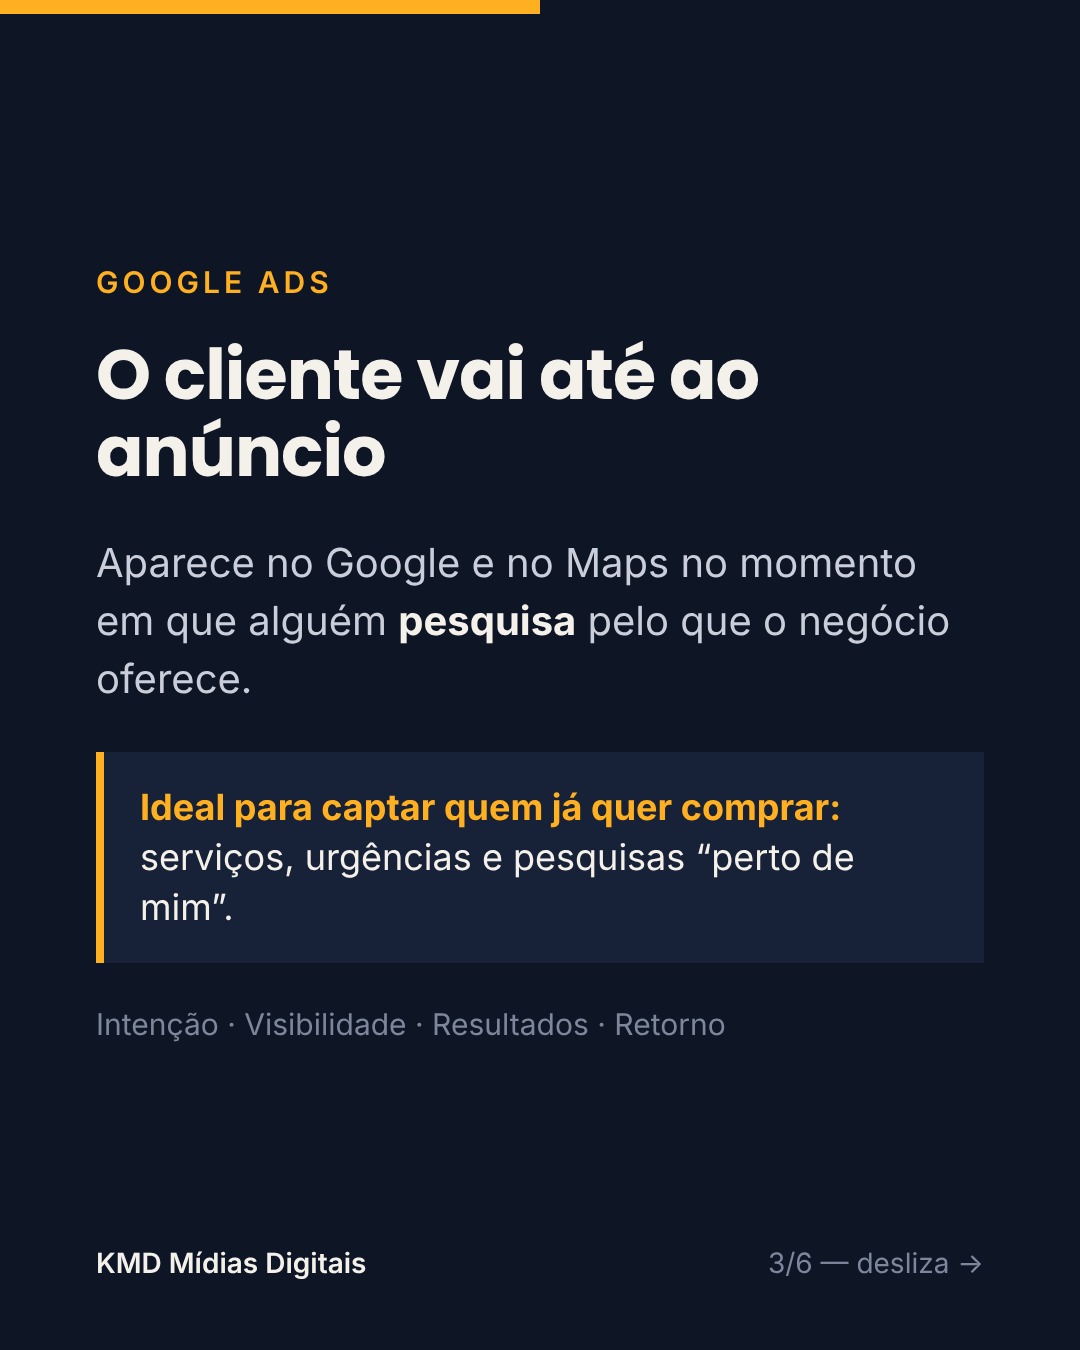 GOOGLE ADS
O cliente vai até ao
anúncio
Aparece no Google e no Maps no momento
em que alguém pesquisa pelo que o negócio
oferece.
Ideal para captar quem já quer comprar:
serviços, urgências e pesquisas “perto de
mim”.
Intenção · Visibilidade · Resultados · Retorno
KMD Mídias Digitais
3/6 — desliza →